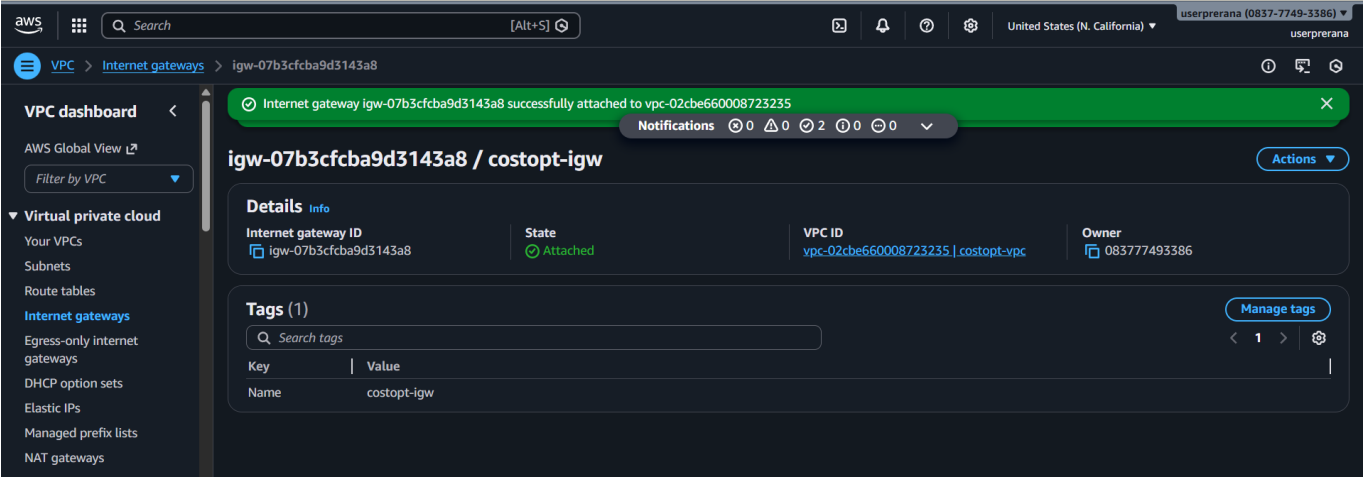 aws
Search [Alt+S]
United States (N. California)
userprerana (0837-7749-3386)
userprerana
VPC > Internet gateways > igw-07b3cfcba9d3143a8
VPC dashboard
AWS Global View
Filter by VPC
Virtual private cloud
Your VPCs
Subnets
Route tables
Internet gateways
Egress-only internet
gateways
DHCP option sets
Elastic IPs
Managed prefix lists
NAT gateways
Internet gateway igw-07b3cfcba9d3143a8 successfully attached to vpc-02cbe660008723235
Notifications 0 0 2 0 0
igw-07b3cfcba9d3143a8 / costopt-igw
Actions
Details Info
Internet gateway ID
igw-07b3cfcba9d3143a8
State
Attached
VPC ID
vpc-02cbe660008723235 | costopt-vpc
Owner
083777493386
Tags (1)
Manage tags
Search tags
1
Key Value
Name costopt-igw